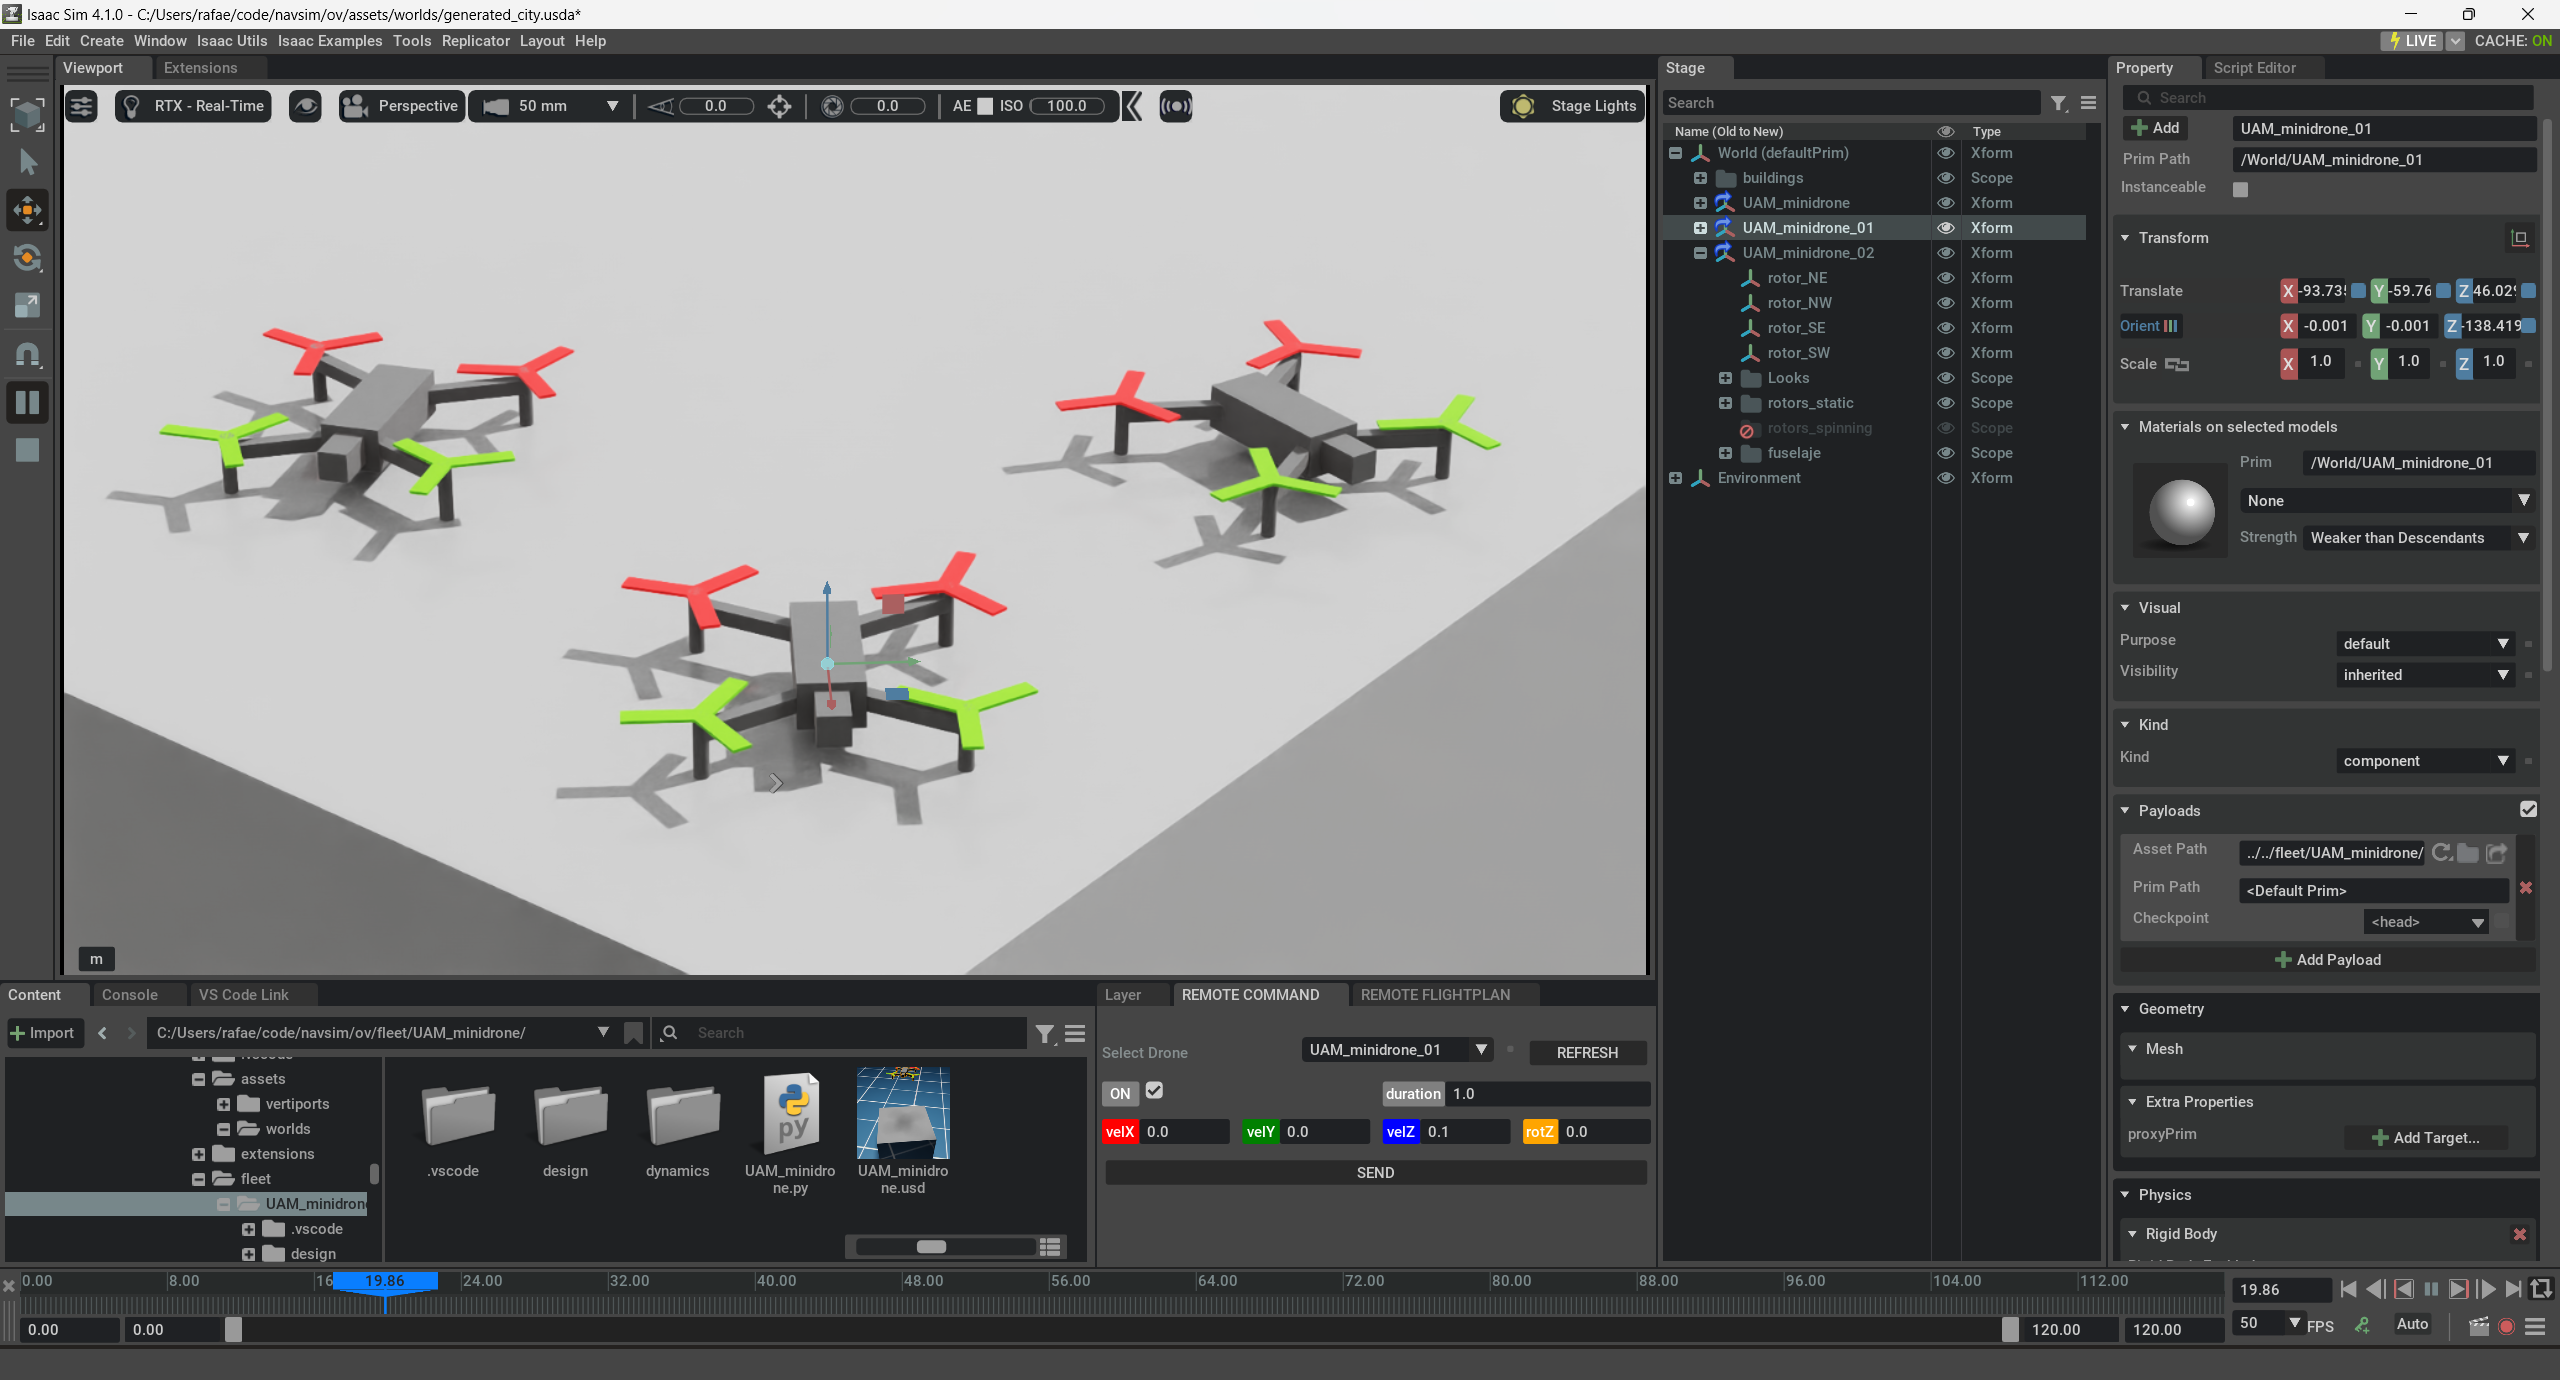 Isaac Sim 4.1.0 - C:/Users/rafae/code/navsim/ov/assets/worlds/generated_city.usda*
File Edit Create Window Isaac Utils Isaac Examples Tools Replicator Layout Help
LIVE CACHE: ON
Viewport Extensions
RTX - Real-Time Perspective 50 mm 0.0 0.0 AE ISO 100.0 Stage Lights
m
Stage
Search
Name (Old to New) Type
World (defaultPrim) Xform
buildings Scope
UAM_minidrone Xform
UAM_minidrone_01 Xform
UAM_minidrone_02 Xform
rotor_NE Xform
rotor_NW Xform
rotor_SE Xform
rotor_SW Xform
Looks Scope
rotors_static Scope
rotors_spinning Scope
fuselaje Scope
Environment Xform
Property Script Editor
Search
Add UAM_minidrone_01
Prim Path /World/UAM_minidrone_01
Instanceable
Transform
Translate X -93.73 Y -59.76 Z 46.02
Orient X -0.001 Y -0.001 Z -138.419
Scale X 1.0 Y 1.0 Z 1.0
Materials on selected models
Prim /World/UAM_minidrone_01
None
Strength Weaker than Descendants
Visual
Purpose default
Visibility inherited
Kind
Kind component
Payloads
Asset Path ../../fleet/UAM_minidrone/
Prim Path <Default Prim>
Checkpoint <head>
Add Payload
Geometry
Mesh
Extra Properties
proxyPrim Add Target...
Physics
Rigid Body
Content Console VS Code Link
Import C:/Users/rafae/code/navsim/ov/fleet/UAM_minidrone/ Search
assets
vertiports
worlds
extensions
fleet
UAM_minidron
.vscode
design
.vscode
design
dynamics
UAM_minidro
ne.py
UAM_minidro
ne.usd
py
Layer REMOTE COMMAND REMOTE FLIGHTPLAN
Select Drone UAM_minidrone_01 REFRESH
ON duration 1.0
velX 0.0 velY 0.0 velZ 0.1 rotZ 0.0
SEND
0.00 8.00 16 19.86 24.00 32.00 40.00 48.00 56.00 64.00 72.00 80.00 88.00 96.00 104.00 112.00
19.86
0.00 0.00 120.00 120.00
50 FPS Auto